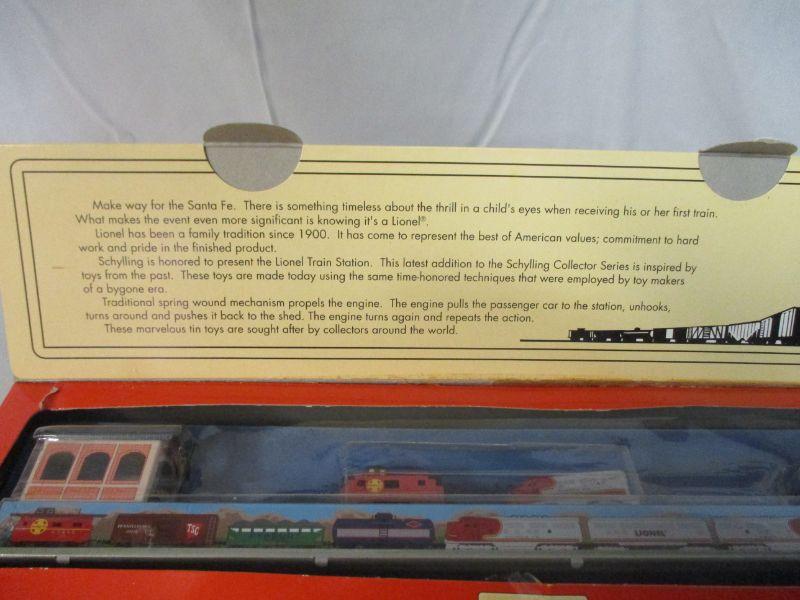 Make way for the Santa Fe. There is something timeless about the thrill in a child's eyes when receiving his or her first train.
What makes the event even more significant is knowing it's a Lionel®.
Lionel has been a family tradition since 1900. It has come to represent the best of American values; commitment to hard
work and pride in the finished product.
Schylling is honored to present the Lionel Train Station. This latest addition to the Schylling Collector Series is inspired by
toys from the past. These toys are made today using the same time-honored techniques that were employed by toy makers
of a bygone era.
Traditional spring wound mechanism propels the engine. The engine pulls the passenger car to the station, unhooks,
turns around and pushes it back to the shed. The engine turns again and repeats the action.
These marvelous tin toys are sought after by collectors around the world.
PENNSYLVANIA
TSC
LIONEL